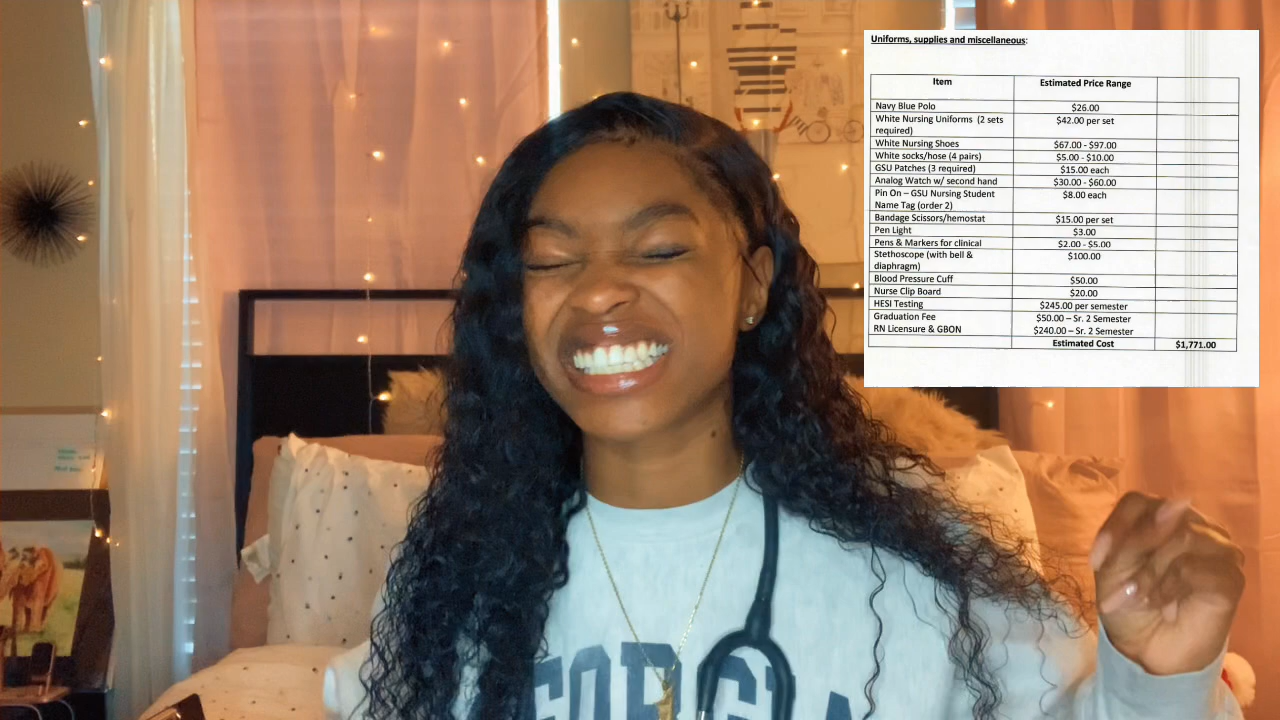 Uniforms, supplies and miscellaneous:
Item Estimated Price Range
Navy Blue Polo $26.00
White Nursing Uniforms (2 sets required) $42.00 per set
White Nursing Shoes $67.00 - $97.00
White socks/hose (4 pairs) $5.00 - $10.00
GSU Patches (3 required) $15.00 each
Analog Watch w/ second hand $30.00 - $60.00
Pin On – GSU Nursing Student Name Tag (order 2) $8.00 each
Bandage Scissors/hemostat $15.00 per set
Pen Light $3.00
Pens & Markers for clinical $2.00 - $5.00
Stethoscope (with bell & diaphragm) $100.00
Blood Pressure Cuff $50.00
Nurse Clip Board $20.00
HESI Testing $245.00 per semester
Graduation Fee $50.00 – Sr. 2 Semester
RN Licensure & GBON $240.00 – Sr. 2 Semester
Estimated Cost $1,771.00
GEORGIA